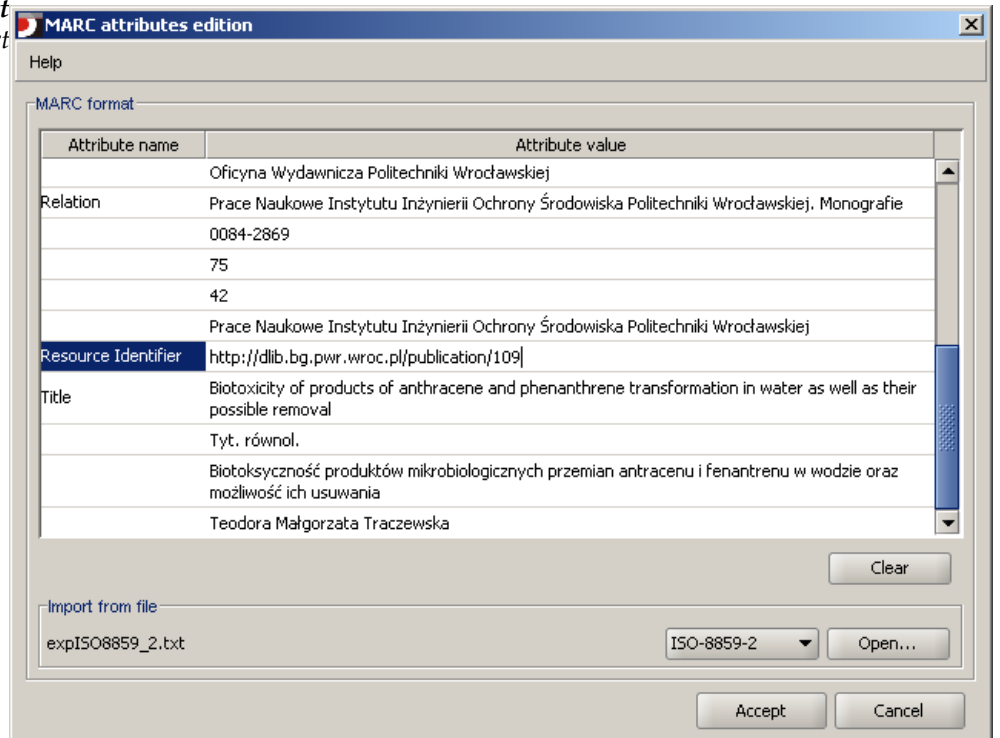 t
t
MARC attributes edition
Help
MARC format
Attribute name Attribute value
Oficyna Wydawnicza Politechniki Wrocławskiej
Relation Prace Naukowe Instytutu Inżynierii Ochrony Środowiska Politechniki Wrocławskiej. Monografie
0084-2869
75
42
Prace Naukowe Instytutu Inżynierii Ochrony Środowiska Politechniki Wrocławskiej
Resource Identifier http://dlib.bg.pwr.wroc.pl/publication/109
Title Biotoxicity of products of anthracene and phenanthrene transformation in water as well as their
possible removal
Tyt. równol.
Biotoksyczność produktów mikrobiologicznych przemian antracenu i fenantrenu w wodzie oraz
możliwość ich usuwania
Teodora Małgorzata Traczewska
Clear
Import from file
expISO8859_2.txt ISO-8859-2 Open...
Accept Cancel